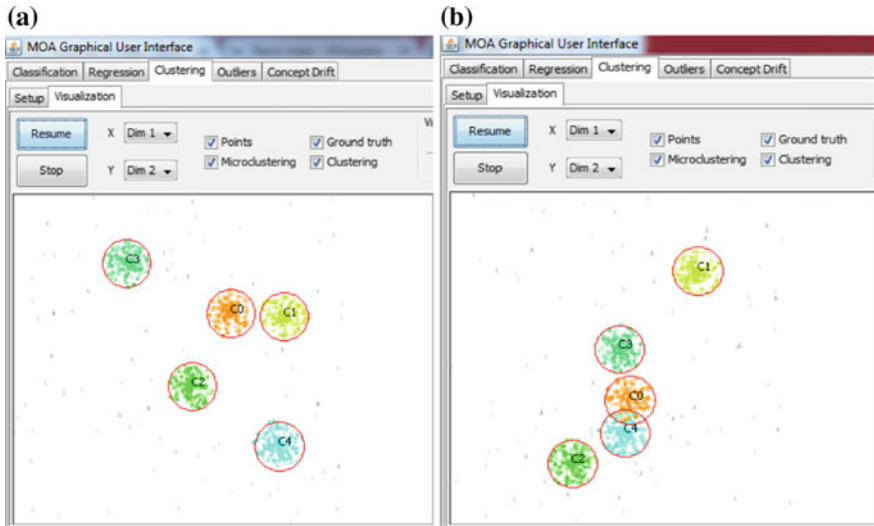 (a)
MOA Graphical User Interface
Classification Regression Clustering Outliers Concept Drift
Setup Visualization
Resume X Dim 1 Points Ground truth
Stop Y Dim 2 Microclustering Clustering
C3
C0 C1
C2
C4
(b)
MOA Graphical User Interface
Classification Regression Clustering Outliers Concept Drift
Setup Visualization
Resume X Dim 1 Points Ground truth
Stop Y Dim 2 Microclustering Clustering
C1
C3
C0
C4
C2